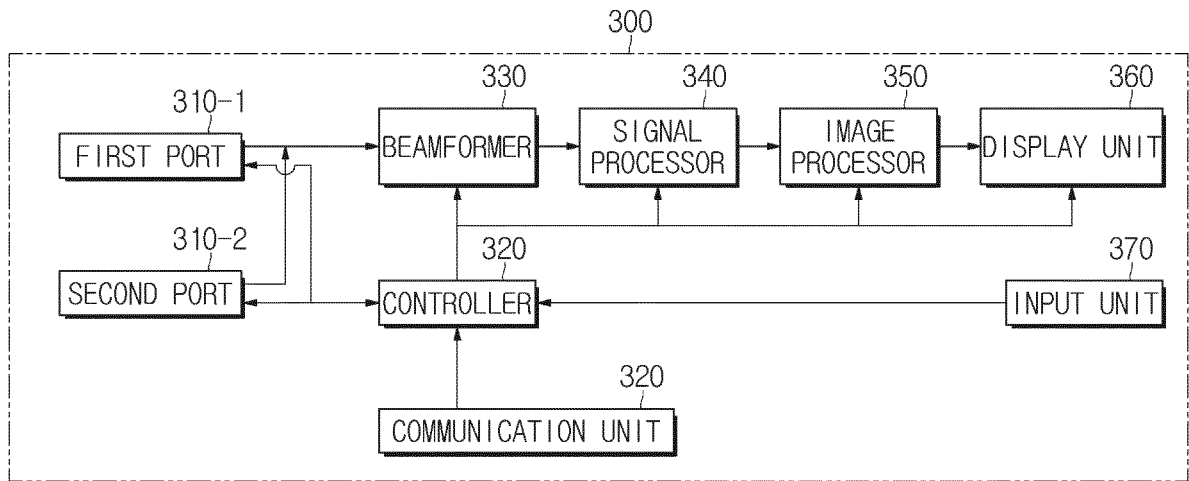 300
310-1
FIRST PORT
330
BEAMFORMER
340
SIGNAL
PROCESSOR
350
IMAGE
PROCESSOR
360
DISPLAY UNIT
310-2
SECOND PORT
320
CONTROLLER
370
INPUT UNIT
320
COMMUNICATION UNIT